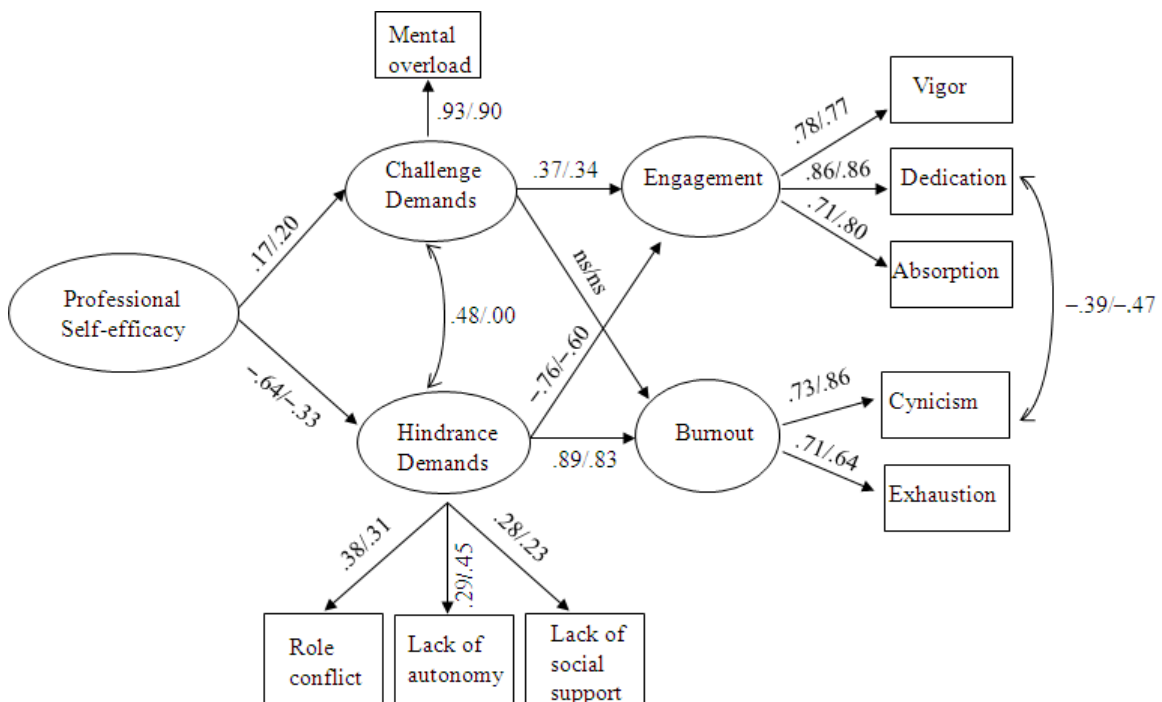 Mental
overload
.93/.90
Challenge
Demands
.37/.34
Engagement
.78/.77
Vigor
.86/.86
Dedication
.71/.80
Absorption
.17/.20
Professional
Self-efficacy
ns/ns
.48/.00
–.39/–.47
–.64/–.33
–.76/–.60
Hindrance
Demands
.89/.83
Burnout
.73/.86
Cynicism
.71/.64
Exhaustion
.38/.31
.29/.45
.28/.23
Role
conflict
Lack of
autonomy
Lack of
social
support